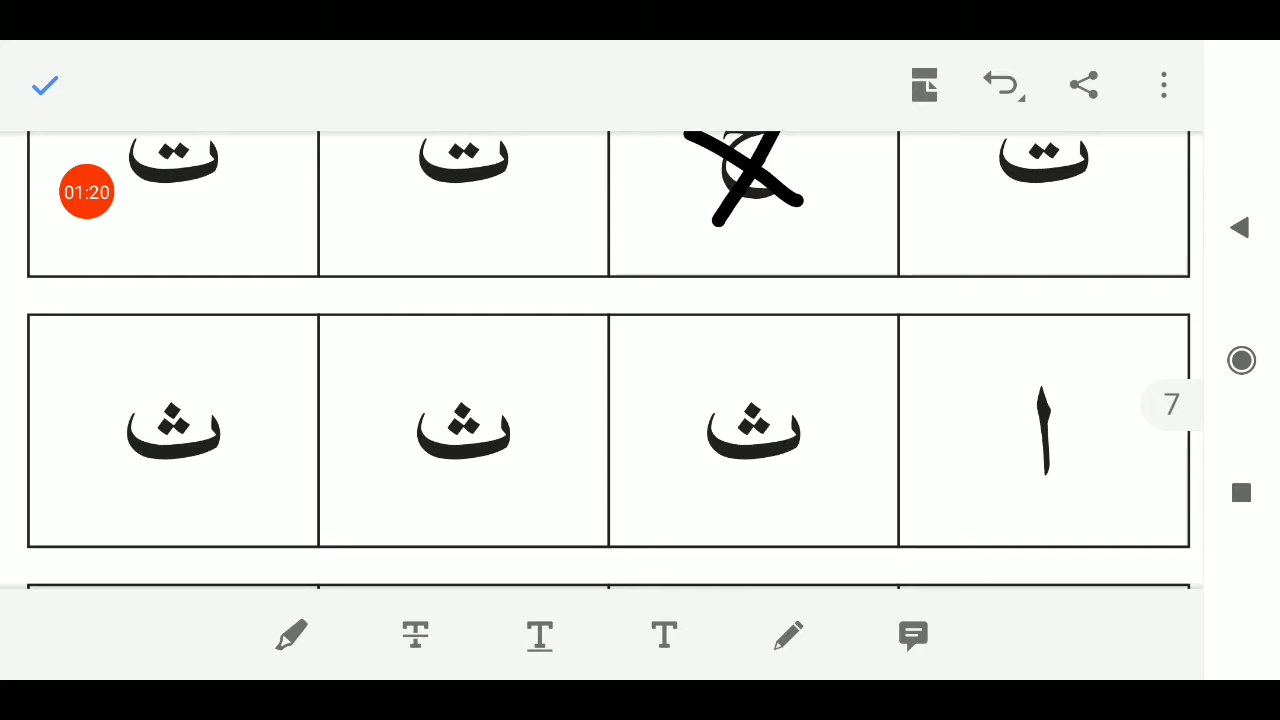 01:20
ت ح ت ت
ا ث ث ث
7